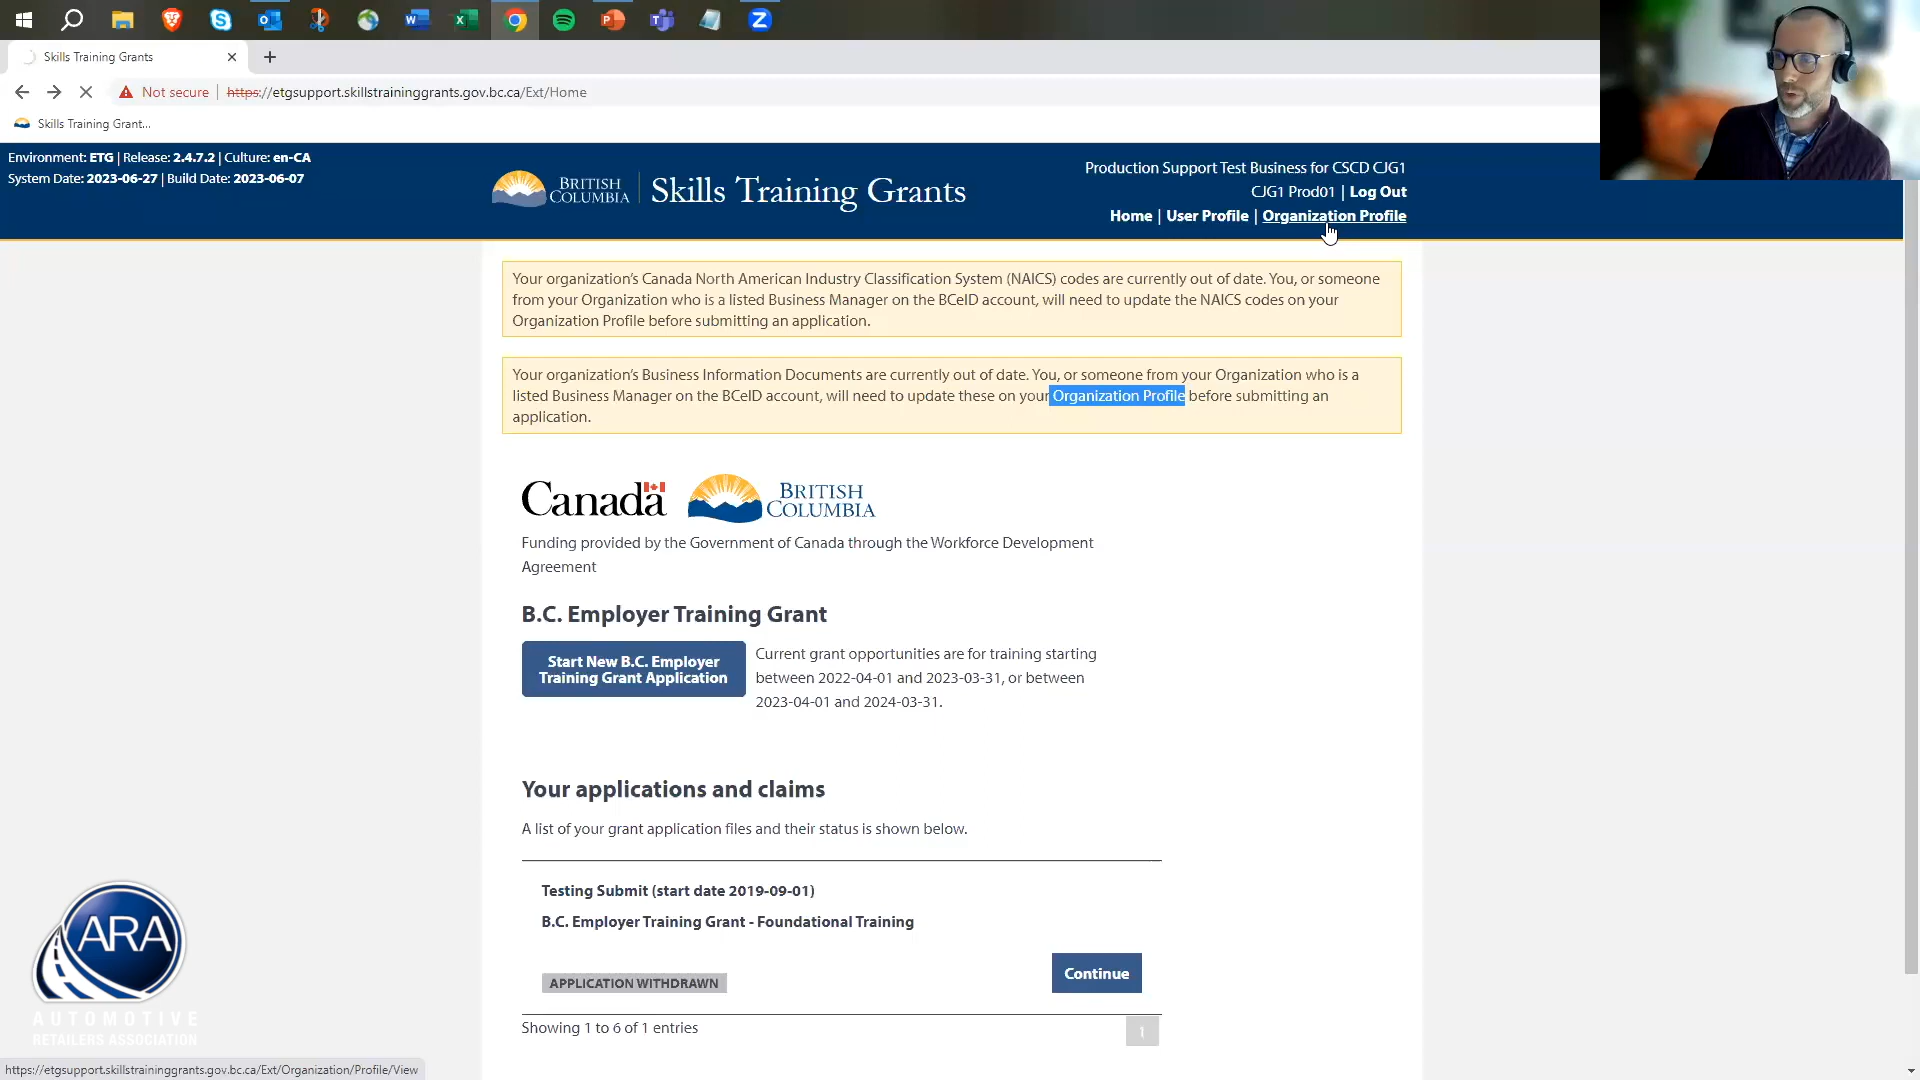 Skills Training Grants
Not secure https://etgsupport.skillstraininggrants.gov.bc.ca/Ext/Home
Skills Training Grant...
Environment: ETG | Release: 2.4.7.2 | Culture: en-CA
System Date: 2023-06-27 | Build Date: 2023-06-07
BRITISH
COLUMBIA
Skills Training Grants
Production Support Test Business for CSCD CJG1
CJG1 Prod01 | Log Out
Home | User Profile | Organization Profile
Your organization's Canada North American Industry Classification System (NAICS) codes are currently out of date. You, or someone
from your Organization who is a listed Business Manager on the BCeID account, will need to update the NAICS codes on your
Organization Profile before submitting an application.
Your organization's Business Information Documents are currently out of date. You, or someone from your Organization who is a
listed Business Manager on the BCeID account, will need to update these on your Organization Profile before submitting an
application.
Canada
BRITISH
COLUMBIA
Funding provided by the Government of Canada through the Workforce Development
Agreement
B.C. Employer Training Grant
Start New B.C. Employer
Training Grant Application
Current grant opportunities are for training starting
between 2022-04-01 and 2023-03-31, or between
2023-04-01 and 2024-03-31.
Your applications and claims
A list of your grant application files and their status is shown below.
Testing Submit (start date 2019-09-01)
B.C. Employer Training Grant - Foundational Training
APPLICATION WITHDRAWN
Continue
Showing 1 to 6 of 1 entries
1
ARA
AUTOMOTIVE
RETAILERS ASSOCIATION
https://etgsupport.skillstraininggrants.gov.bc.ca/Ext/Organization/Profile/View